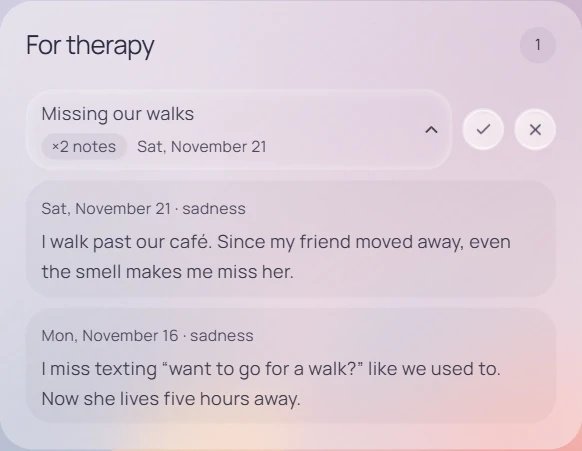 For therapy
1
Missing our walks
×2 notes Sat, November 21
Sat, November 21 · sadness
I walk past our café. Since my friend moved away, even
the smell makes me miss her.
Mon, November 16 · sadness
I miss texting “want to go for a walk?” like we used to.
Now she lives five hours away.